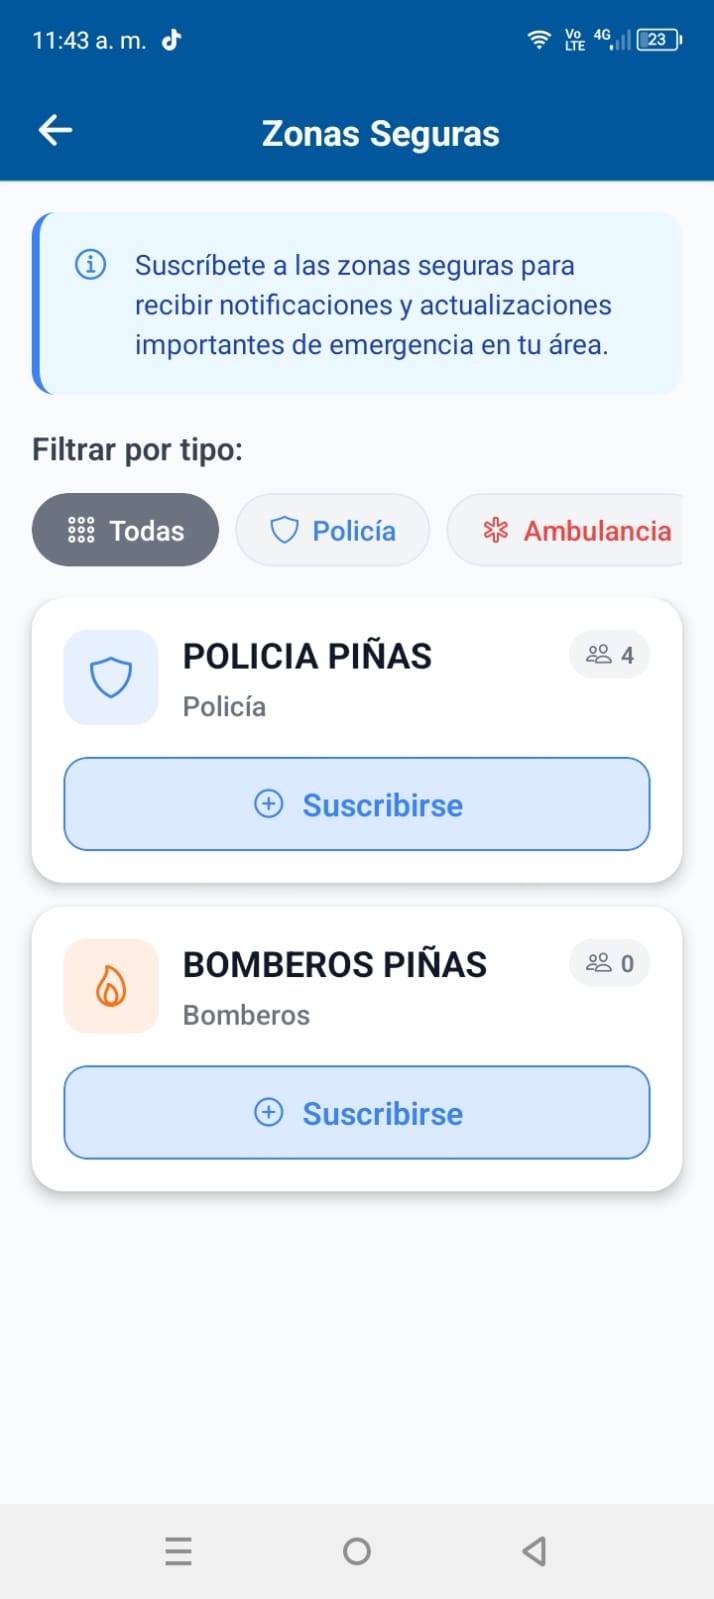 11:43 a. m.
Vo LTE 4G 23
Zonas Seguras
Suscríbete a las zonas seguras para
recibir notificaciones y actualizaciones
importantes de emergencia en tu área.
Filtrar por tipo:
Todas Policía Ambulancia
POLICIA PIÑAS 4
Policía
Suscribirse
BOMBEROS PIÑAS 0
Bomberos
Suscribirse